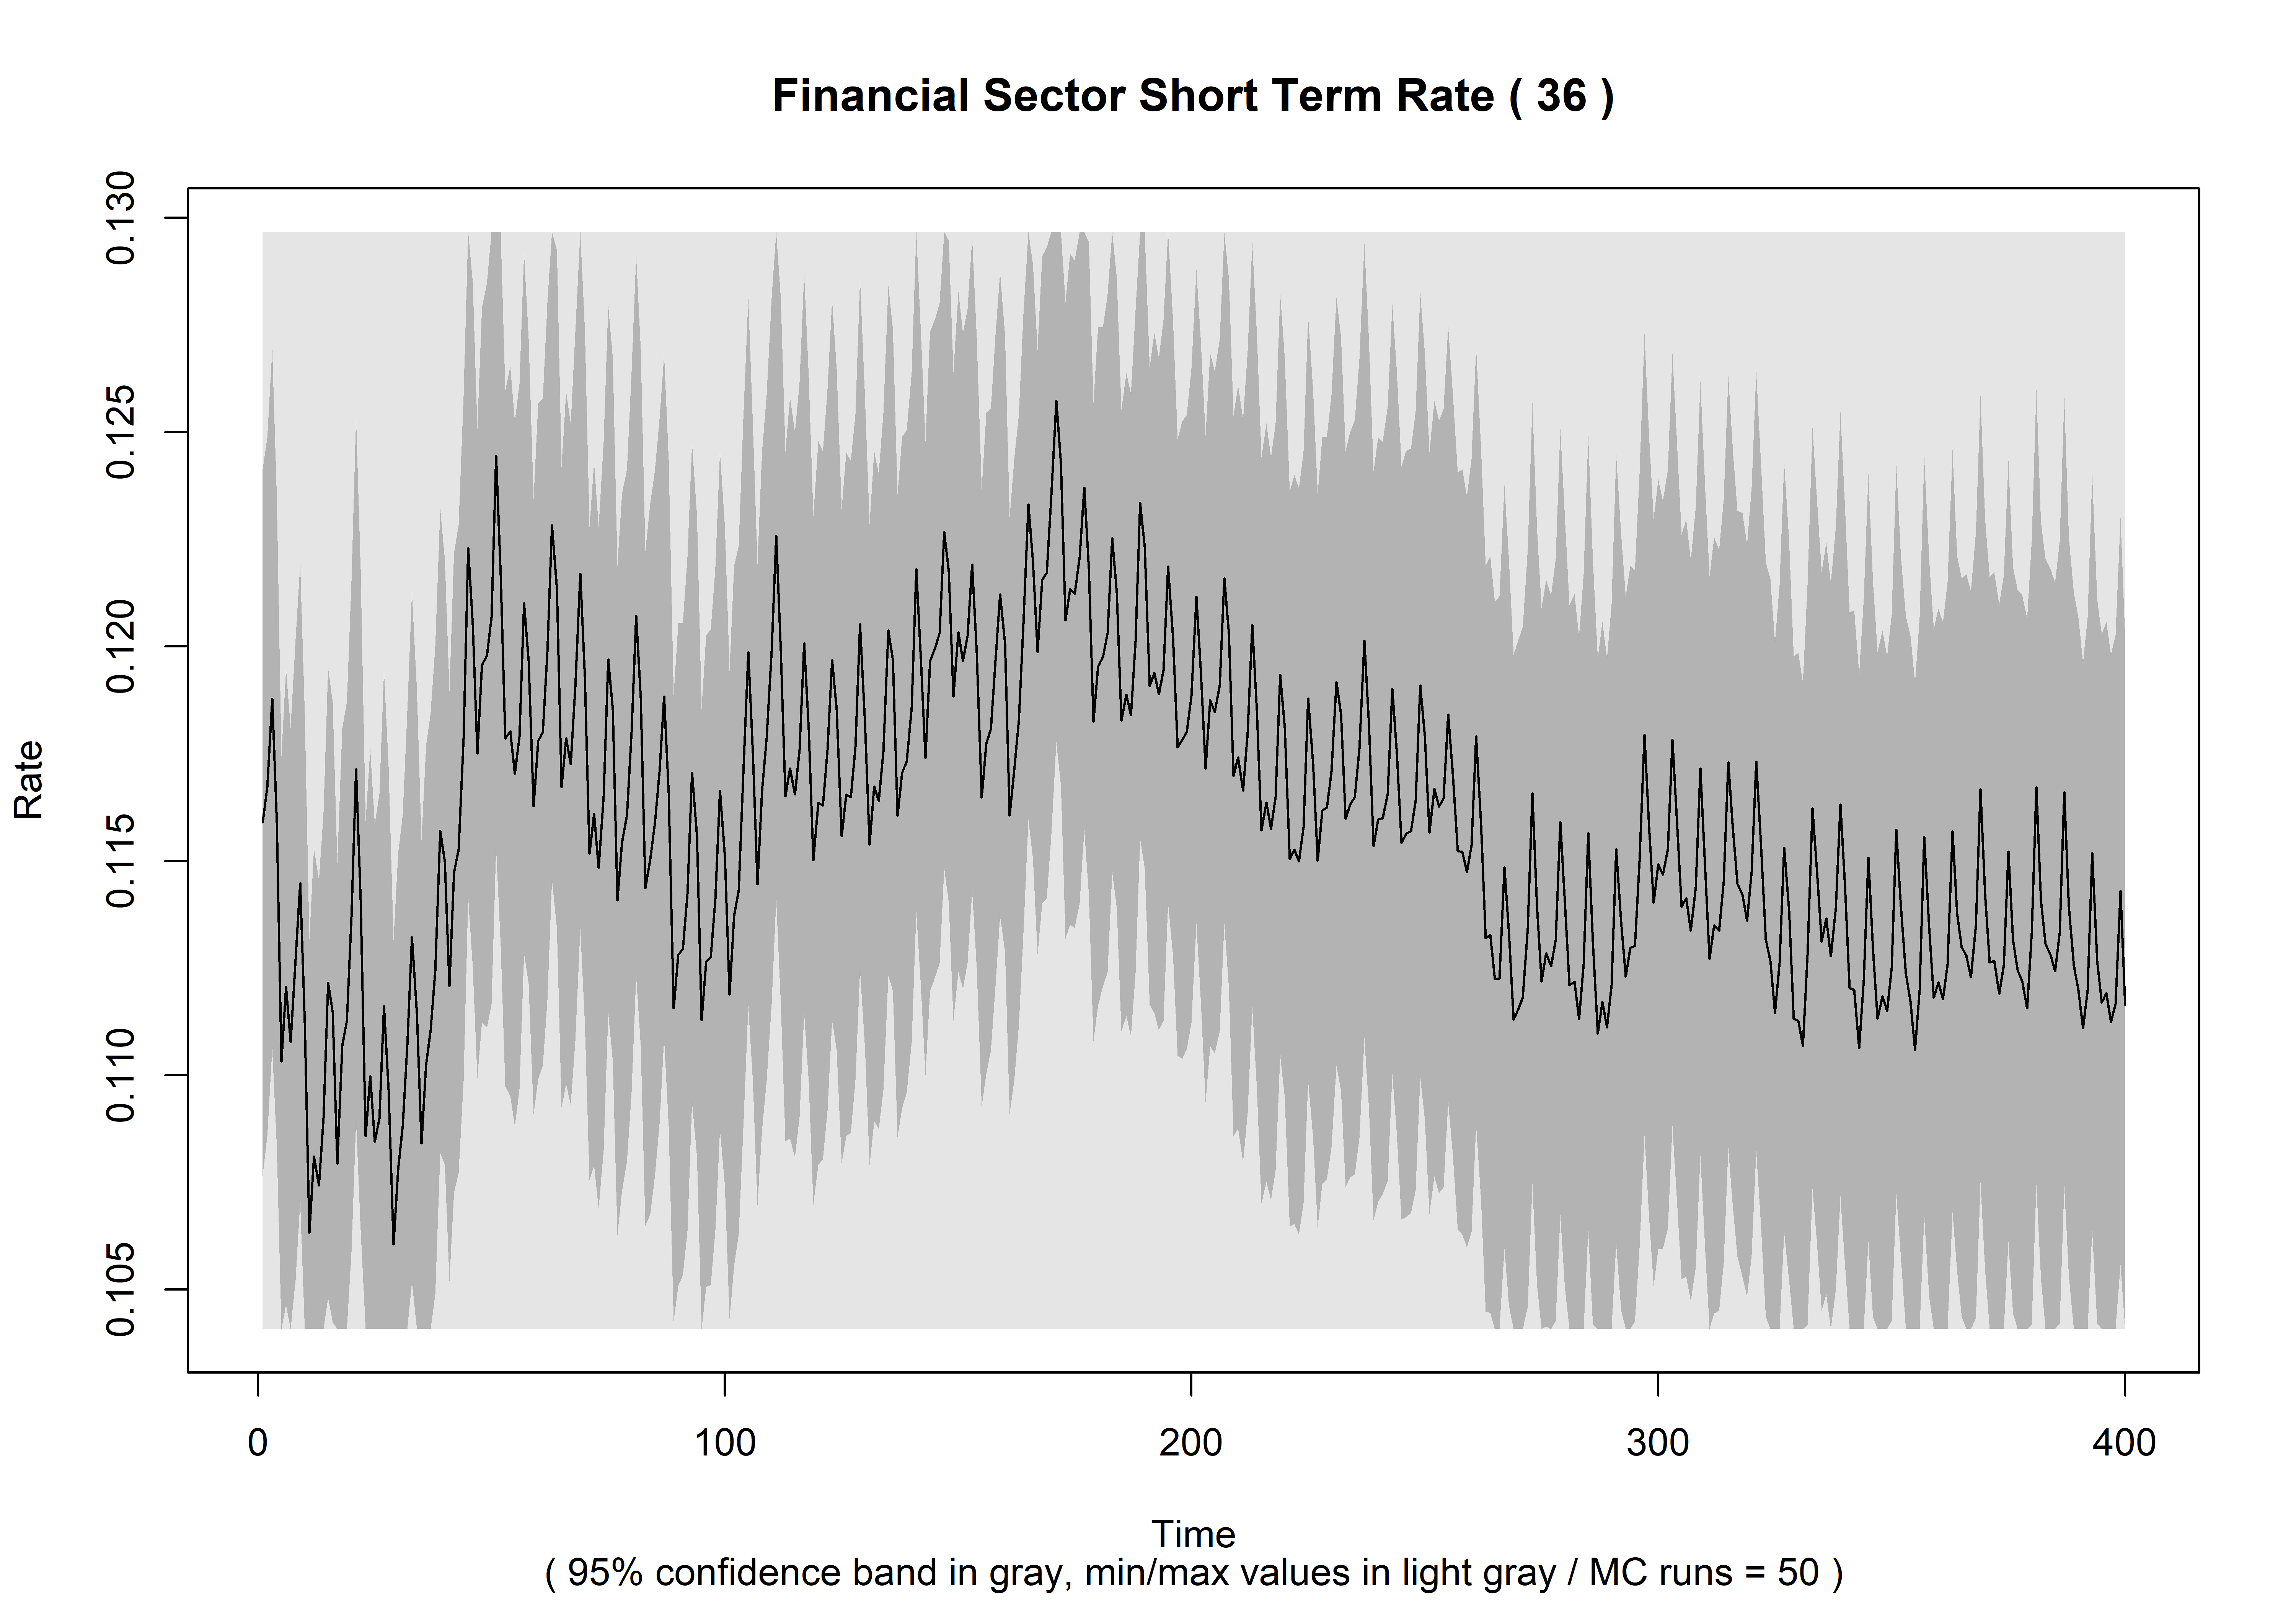 Financial Sector Short Term Rate ( 36 )
0.130
0.125
0.120
0.115
0.110
0.105
Rate
0 100 200 300 400
Time
( 95% confidence band in gray, min/max values in light gray / MC runs = 50 )